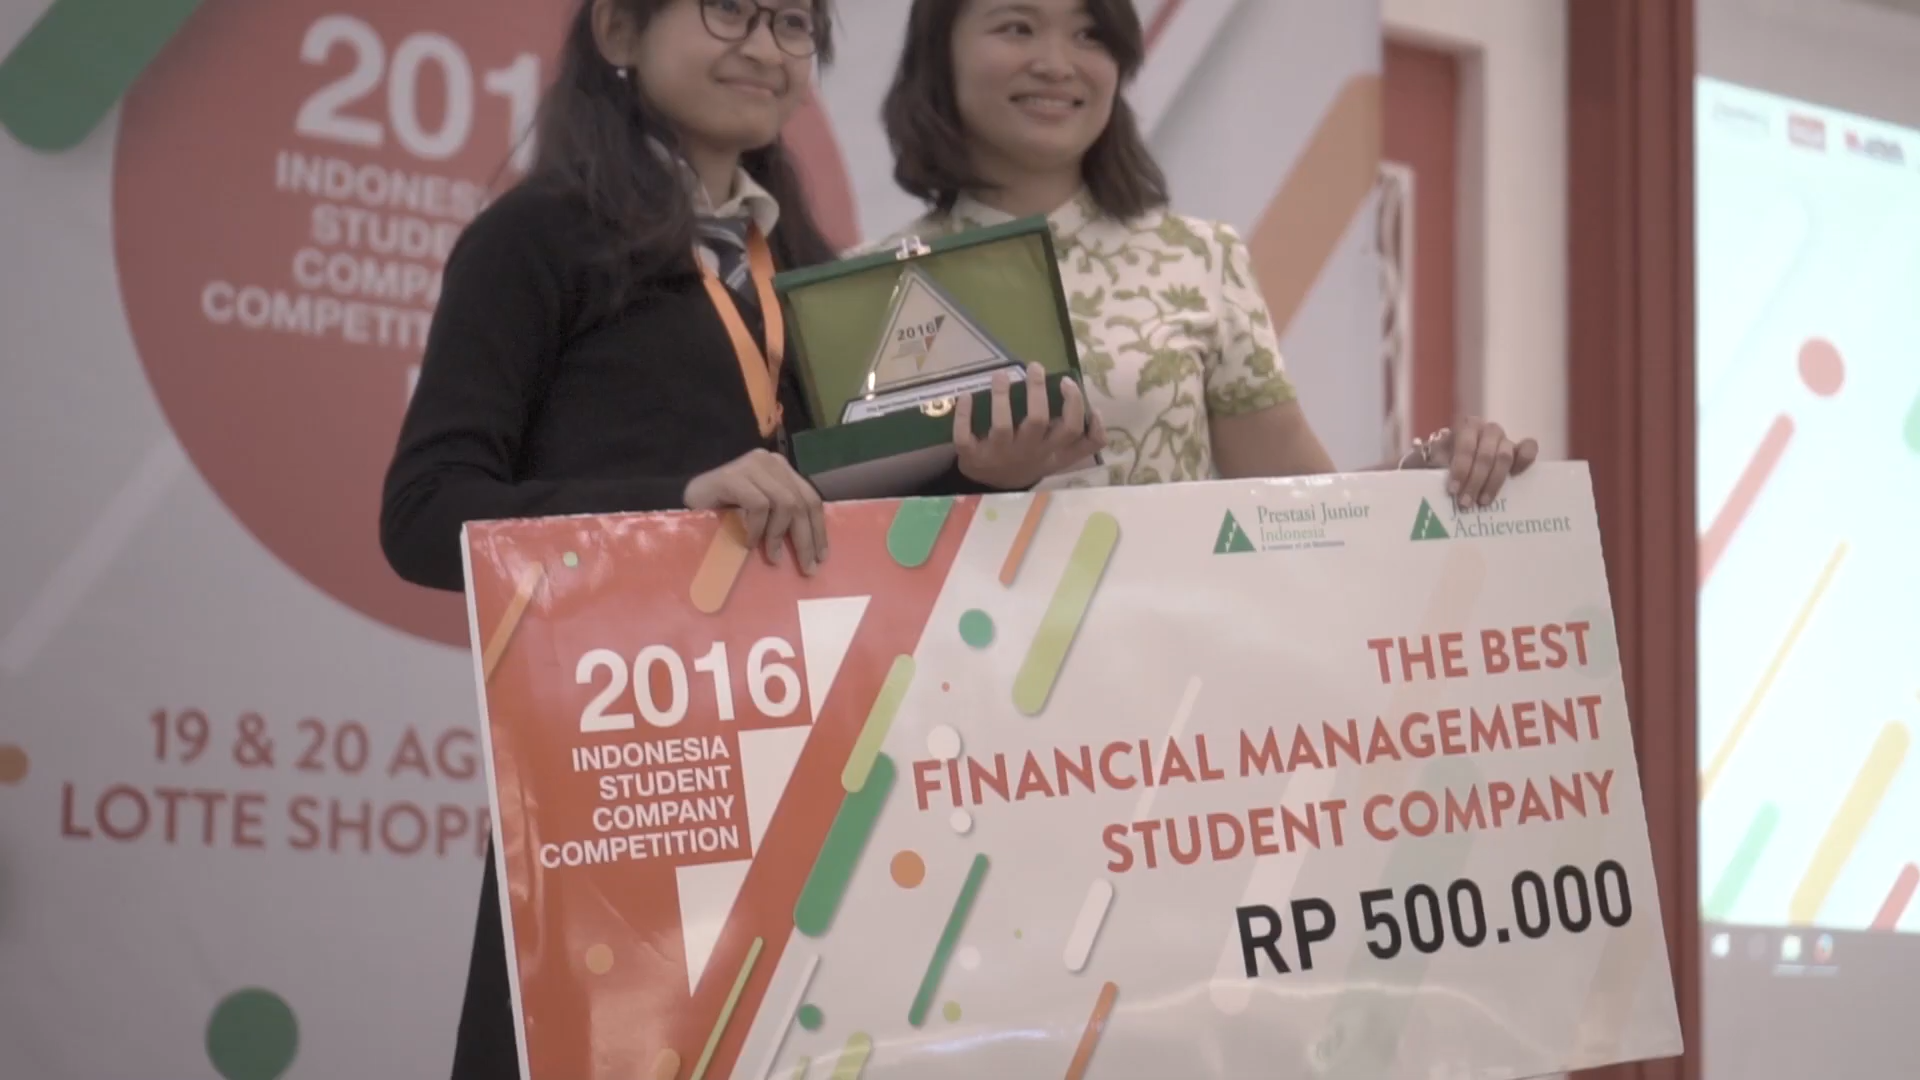 201
INDONES
STUDE
COMPA
COMPETIT
19 & 20 AG
LOTTE SHOPP
2016
Prestasi Junior
Indonesia
Junior
Achievement
2016
INDONESIA
STUDENT
COMPANY
COMPETITION
THE BEST
FINANCIAL MANAGEMENT
STUDENT COMPANY
RP 500.000